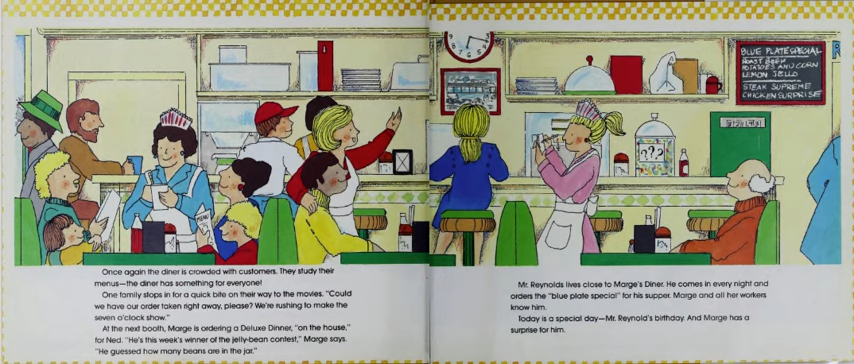 BLUE PLATE SPECIAL
ROAST BEEF
POTATOES AND CORN
LEMON JELLO
STEAK SUPREME
CHICKEN SURPRISE
???
MENU
Once again the diner is crowded with customers. They study their
menus—the diner has something for everyone!
One family stops in for a quick bite on their way to the movies. "Could
we have our order taken right away, please? We're rushing to make the
seven o'clock show."
At the next booth, Marge is ordering a Deluxe Dinner, "on the house,"
for Ned. "He's this week's winner of the jelly-bean contest," Marge says.
"He guessed how many beans are in the jar."
Mr. Reynolds lives close to Marge's Diner. He comes in every night and
orders the "blue plate special" for his supper. Marge and all her workers
know him.
Today is a special day—Mr. Reynold's birthday. And Marge has a
surprise for him.